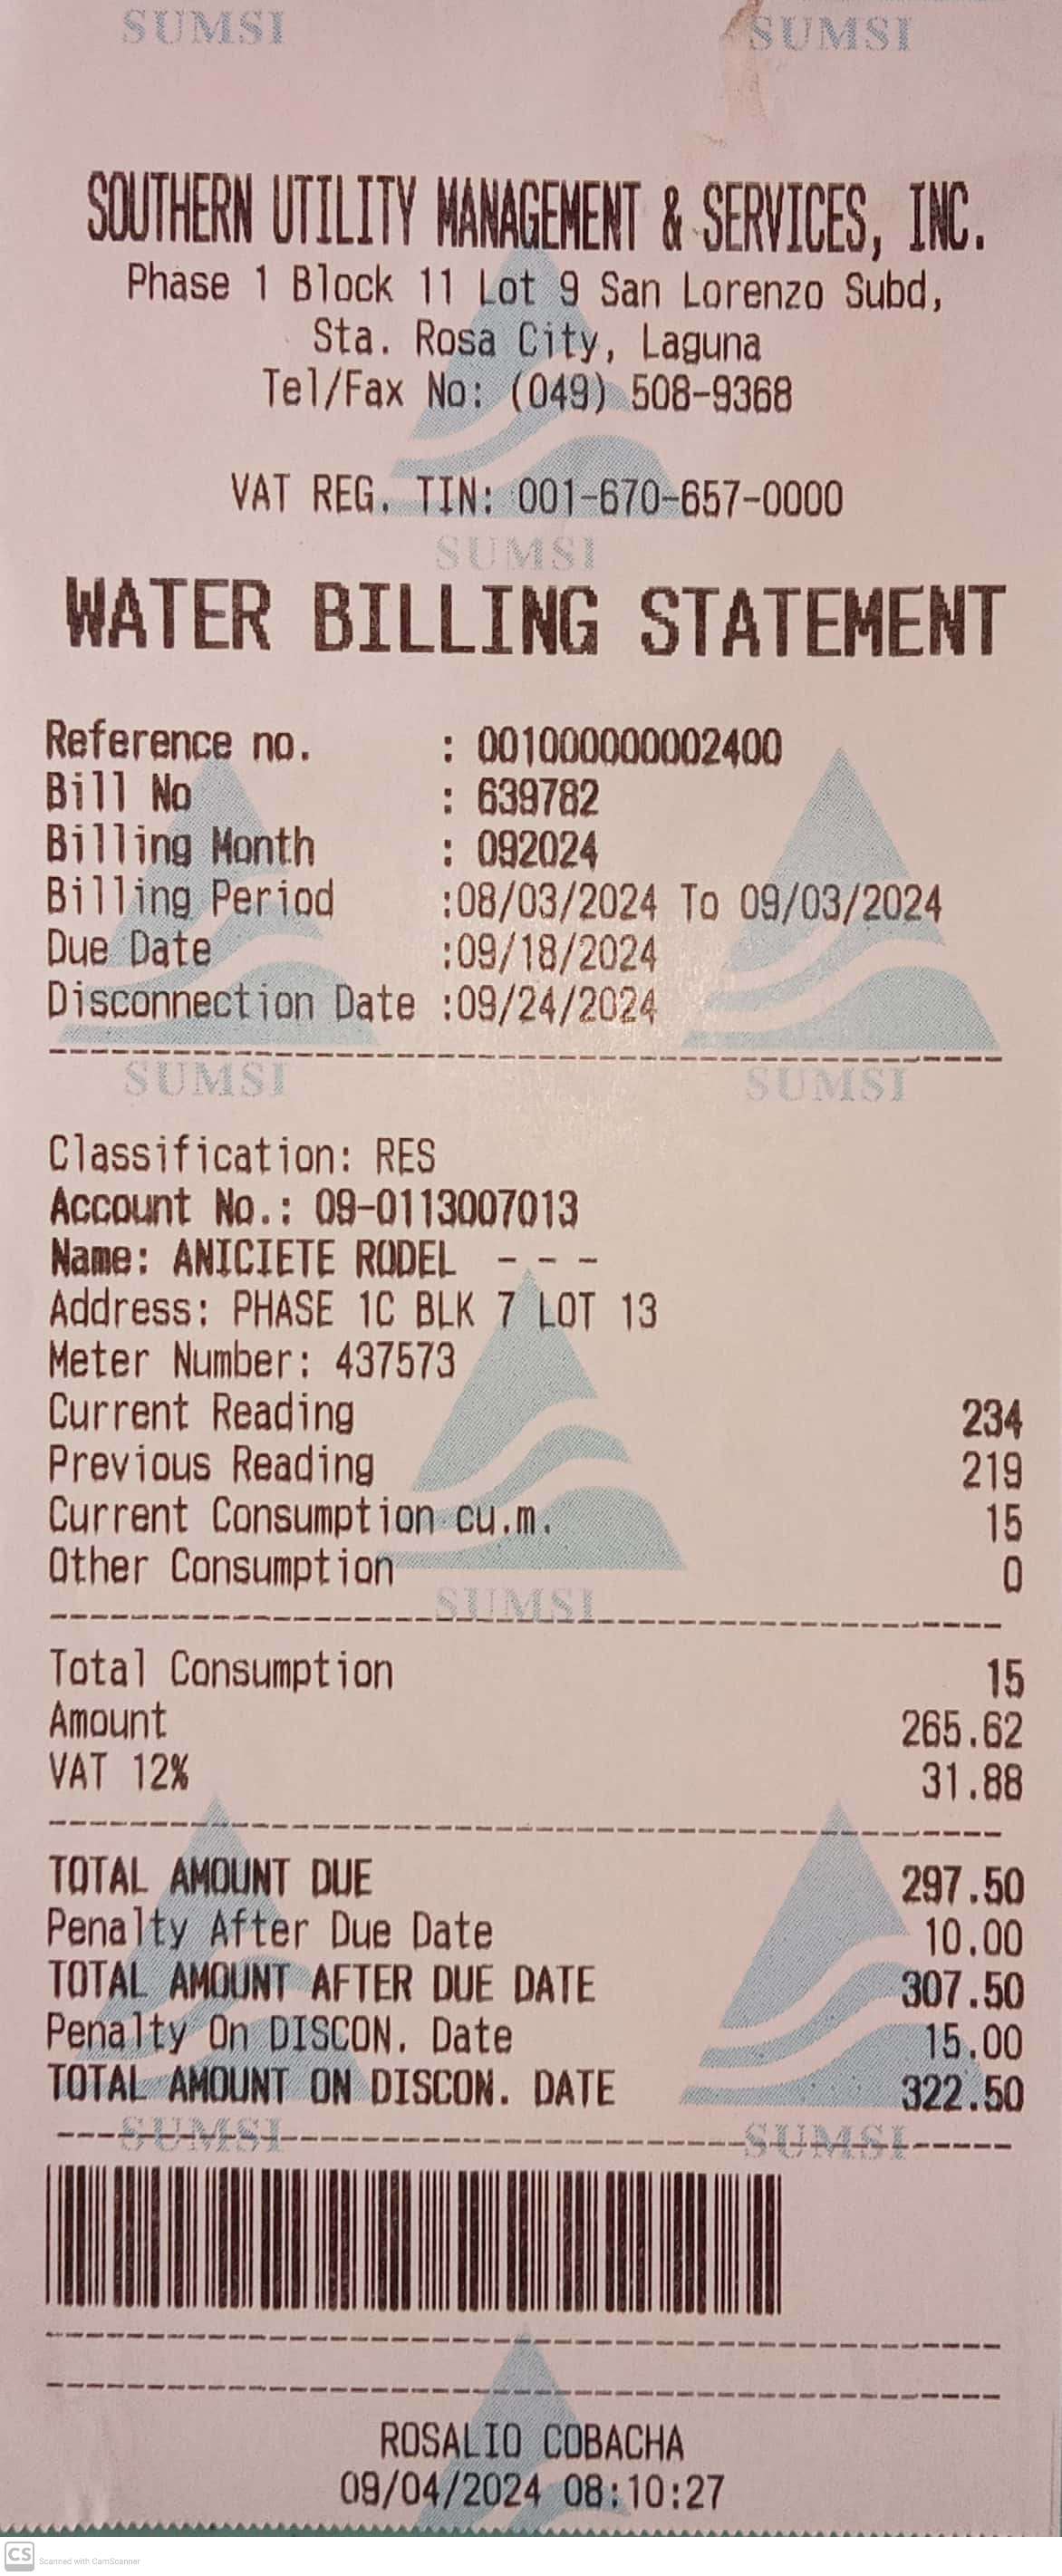 SUMSI SUMSI
SOUTHERN UTILITY MANAGEMENT & SERVICES, INC.
Phase 1 Block 11 Lot 9 San Lorenzo Subd,
Sta. Rosa City, Laguna
Tel/Fax No: (049) 508-9368
VAT REG. TIN: 001-670-657-0000
SUMSI
WATER BILLING STATEMENT
Reference no. : 001000000002400
Bill No : 639782
Billing Month : 092024
Billing Period :08/03/2024 To 09/03/2024
Due Date :09/18/2024
Disconnection Date :09/24/2024
SUMSI SUMSI
Classification: RES
Account No.: 09-0113007013
Name: ANICIETE RODEL - - -
Address: PHASE 1C BLK 7 LOT 13
Meter Number: 437573
Current Reading 234
Previous Reading 219
Current Consumption cu.m. 15
Other Consumption 0
SUMSI
Total Consumption 15
Amount 265.62
VAT 12% 31.88
TOTAL AMOUNT DUE 297.50
Penalty After Due Date 10.00
TOTAL AMOUNT AFTER DUE DATE 307.50
Penalty On DISCON. Date 15.00
TOTAL AMOUNT ON DISCON. DATE 322.50
SUMSI SUMSI
ROSALIO COBACHA
09/04/2024 08:10:27
CS Scanned with CamScanner